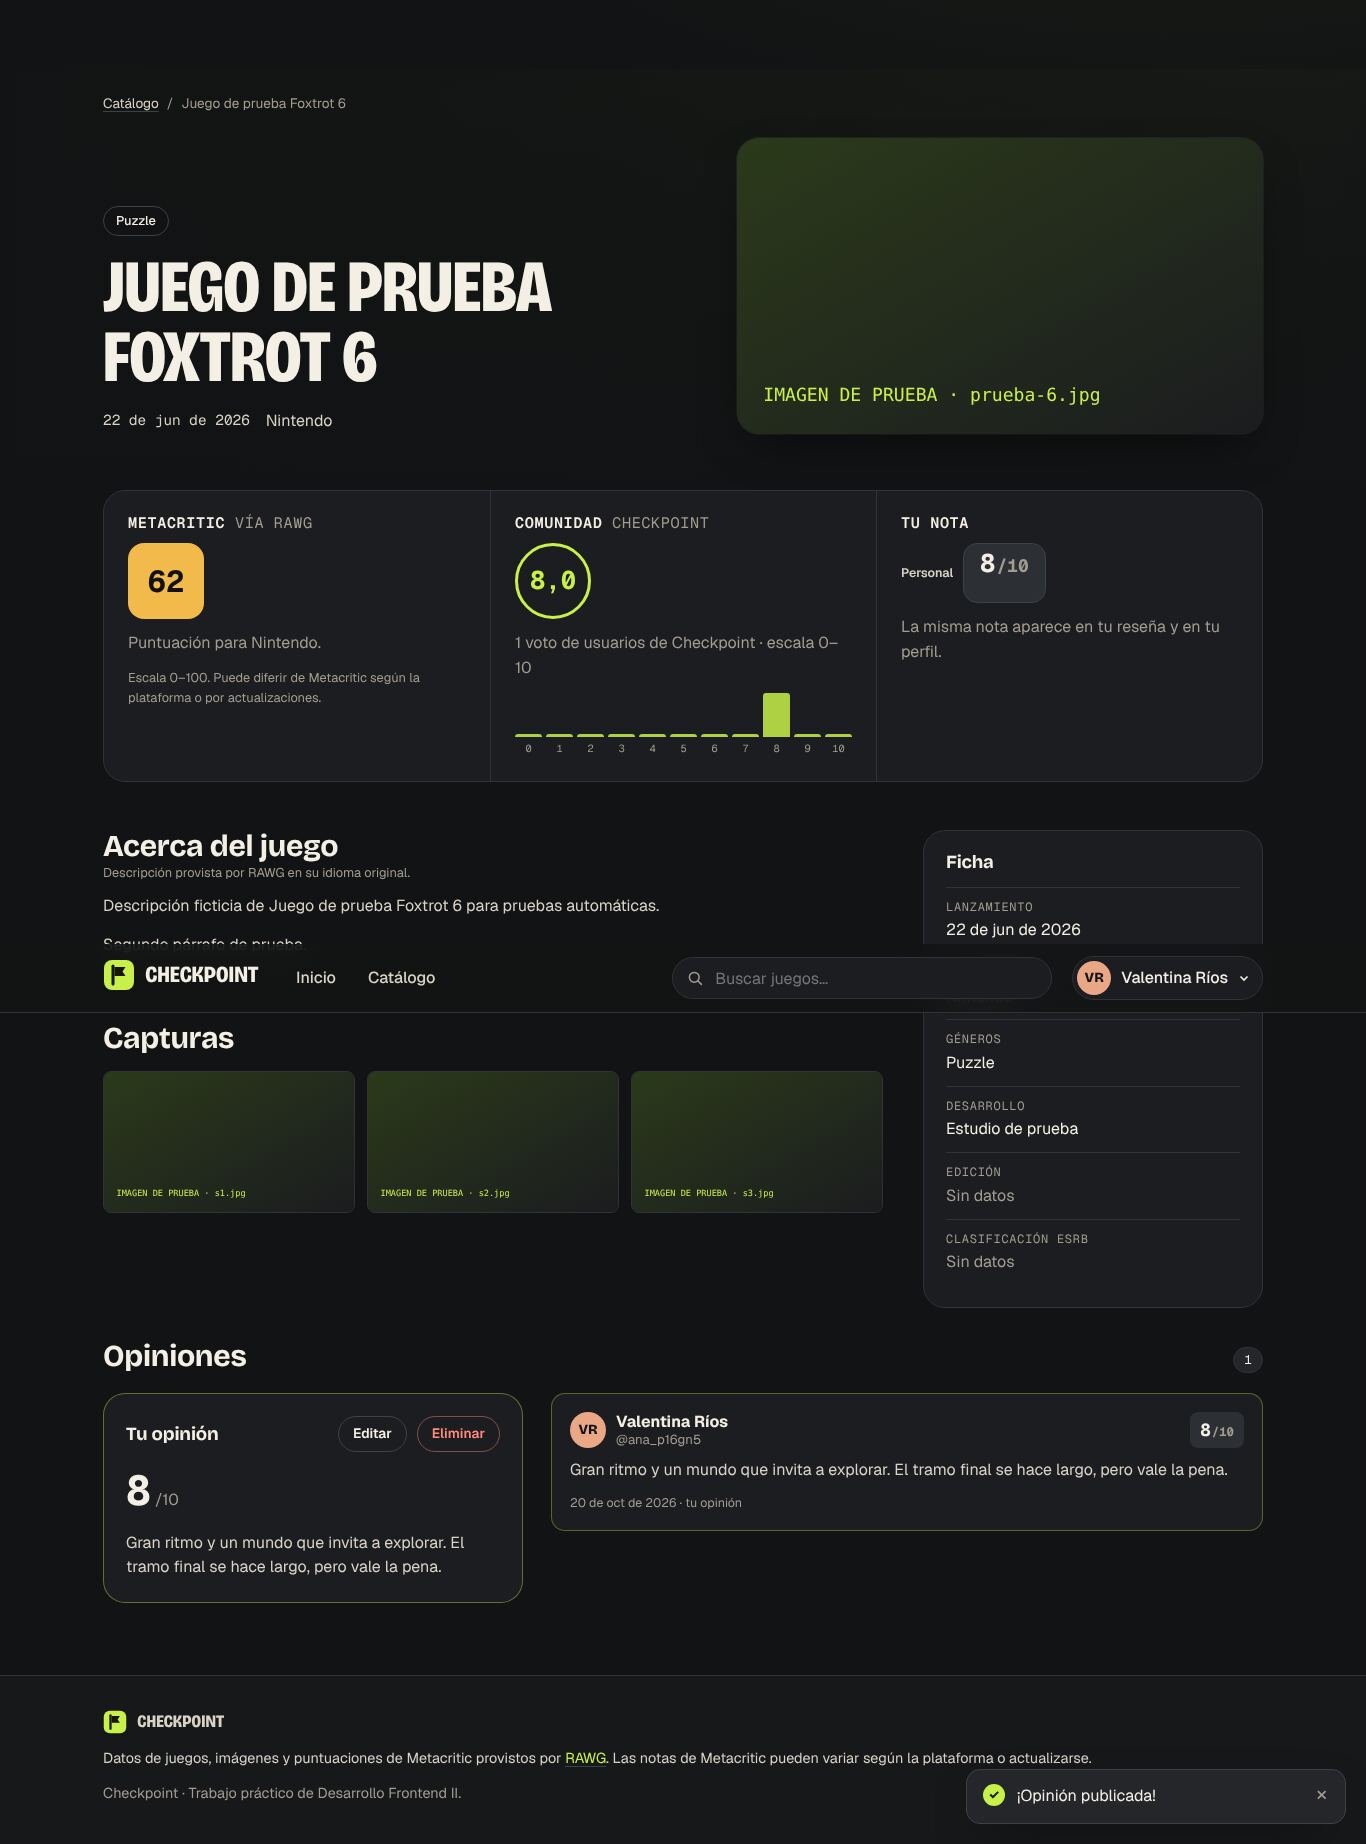 Catálogo / Juego de prueba Foxtrot 6
Puzzle
JUEGO DE PRUEBA
FOXTROT 6
22 de jun de 2026 Nintendo
IMAGEN DE PRUEBA · prueba-6.jpg
METACRITIC VÍA RAWG
62
Puntuación para Nintendo.
Escala 0–100. Puede diferir de Metacritic según la
plataforma o por actualizaciones.
COMUNIDAD CHECKPOINT
8,0
1 voto de usuarios de Checkpoint · escala 0–
10
0 1 2 3 4 5 6 7 8 9 10
TU NOTA
Personal 8/10
La misma nota aparece en tu reseña y en tu
perfil.
Acerca del juego
Descripción provista por RAWG en su idioma original.
Descripción ficticia de Juego de prueba Foxtrot 6 para pruebas automáticas.
Segundo párrafo de prueba.
Ficha
LANZAMIENTO
22 de jun de 2026
CHECKPOINT Inicio Catálogo Buscar juegos... VR Valentina Ríos
Capturas
IMAGEN DE PRUEBA · s1.jpg
IMAGEN DE PRUEBA · s2.jpg
IMAGEN DE PRUEBA · s3.jpg
GÉNEROS
Puzzle
DESARROLLO
Estudio de prueba
EDICIÓN
Sin datos
CLASIFICACIÓN ESRB
Sin datos
Opiniones 1
Tu opinión Editar Eliminar
8 /10
Gran ritmo y un mundo que invita a explorar. El
tramo final se hace largo, pero vale la pena.
VR Valentina Ríos 8/10
@ana_p16gn5
Gran ritmo y un mundo que invita a explorar. El tramo final se hace largo, pero vale la pena.
20 de oct de 2026 · tu opinión
CHECKPOINT
Datos de juegos, imágenes y puntuaciones de Metacritic provistos por RAWG. Las notas de Metacritic pueden variar según la plataforma o actualizarse.
Checkpoint · Trabajo práctico de Desarrollo Frontend II.
¡Opinión publicada!